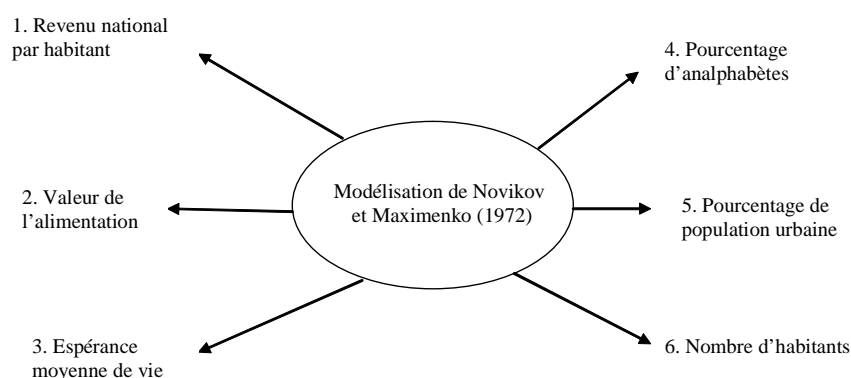 1. Revenu national
par habitant
2. Valeur de
l'alimentation
3. Espérance
moyenne de vie
Modélisation de Novikov
et Maximenko (1972)
4. Pourcentage
d'analphabètes
5. Pourcentage de
population urbaine
6. Nombre d'habitants